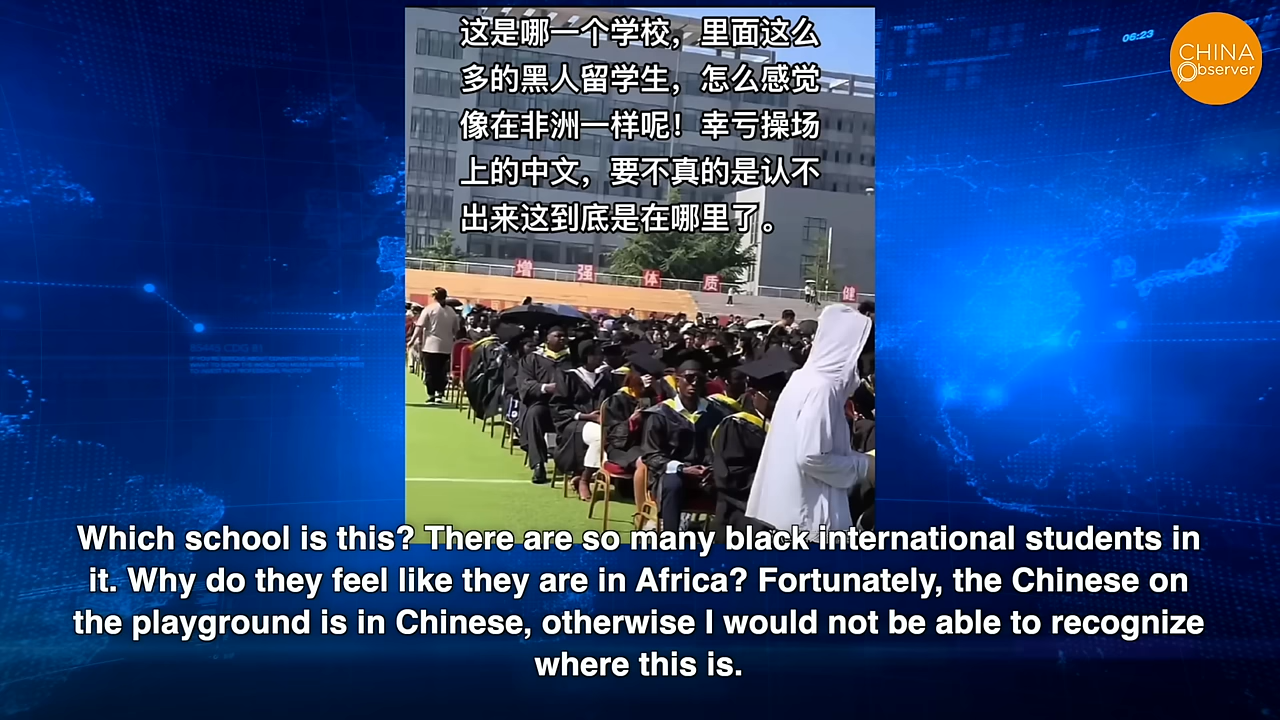 这是哪一个学校，里面这么
多的黑人留学生，怎么感觉
像在非洲一样呢！幸亏操场
上的中文，要不真的是认不
出来这到底是在哪里了。
06:23
CHINA
Observer
增 强 体 质 健
Which school is this? There are so many black international students in
it. Why do they feel like they are in Africa? Fortunately, the Chinese on
the playground is in Chinese, otherwise I would not be able to recognize
where this is.